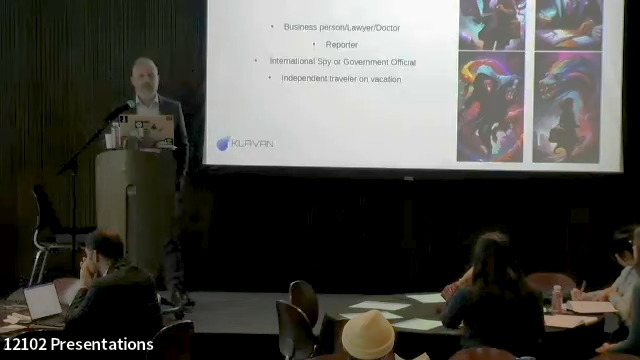 Business person/Lawyer/Doctor
Reporter
International Spy or Government Official
Independent traveler on vacation
KLAVAN
12102 Presentations